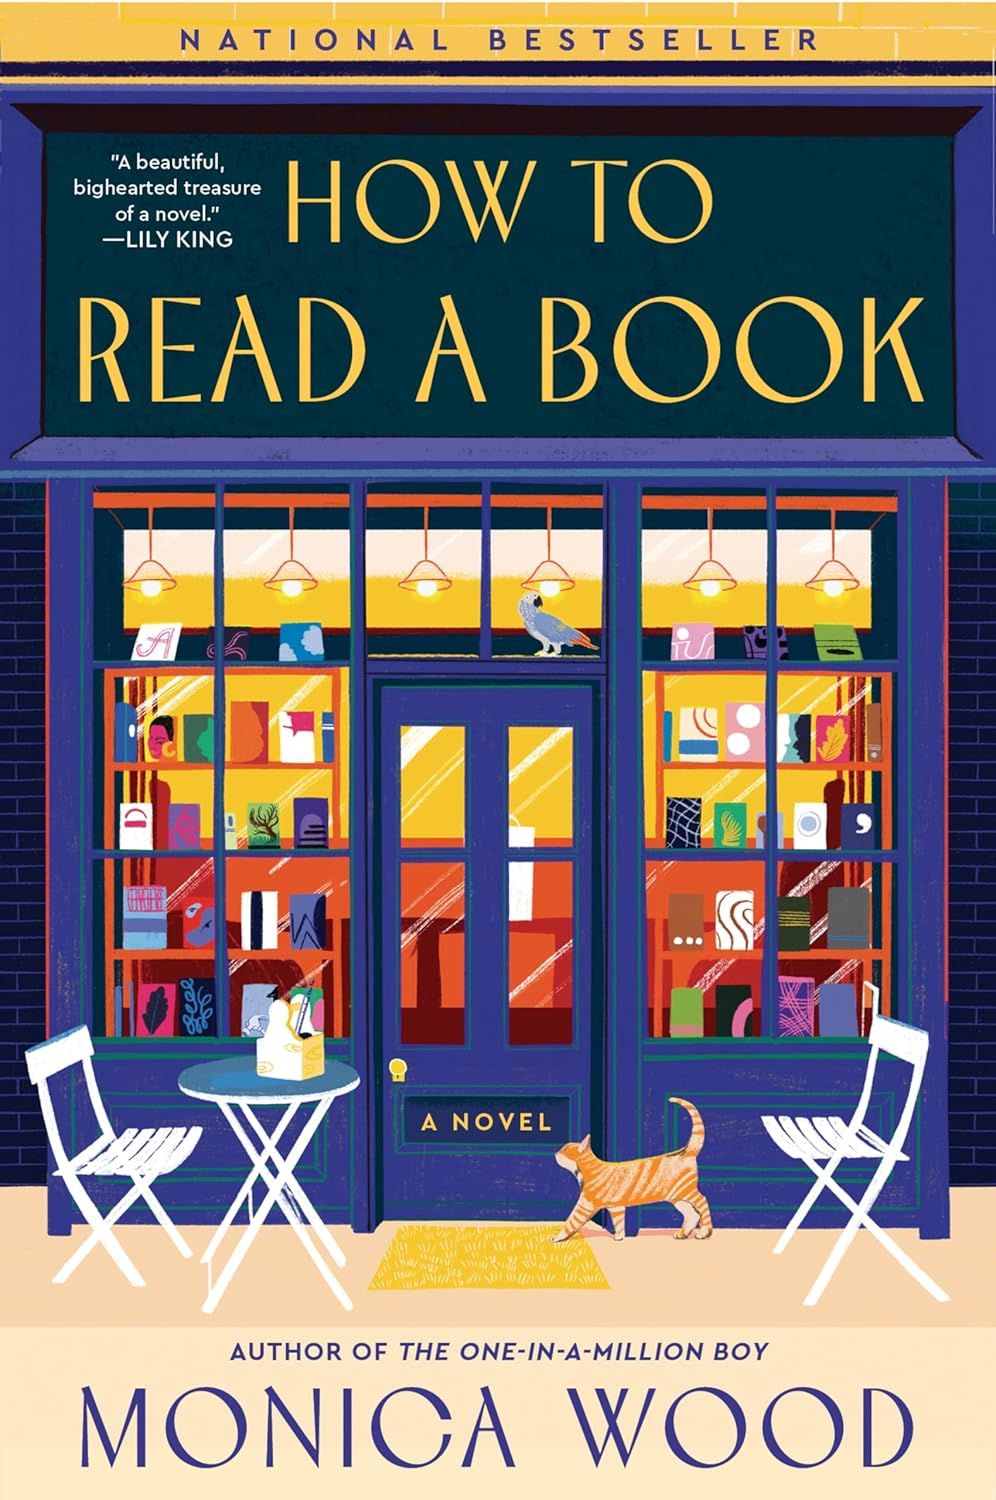 NATIONAL BESTSELLER
"A beautiful,
bighearted treasure
of a novel."
—LILY KING
HOW TO
READ A BOOK
A NOVEL
AUTHOR OF THE ONE-IN-A-MILLION BOY
MONICA WOOD